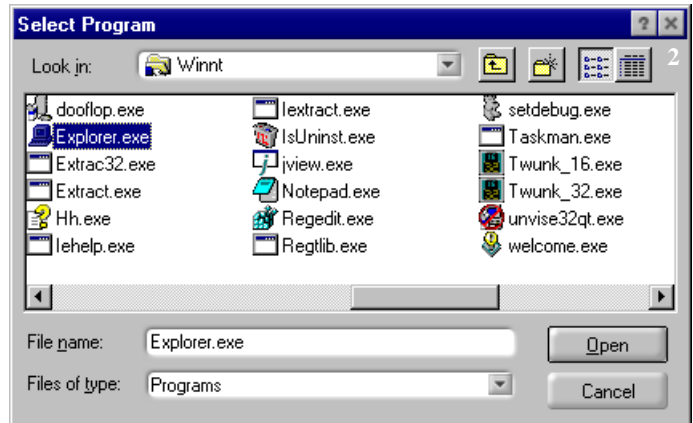 Select Program
Look in: Winnt 2
dooflop.exe Iextract.exe setdebug.exe
Explorer.exe IsUninst.exe Taskman.exe
Extrac32.exe jview.exe Twunk_16.exe
Extract.exe Notepad.exe Twunk_32.exe
Hh.exe Regedit.exe unvise32qt.exe
Iehelp.exe Regtlib.exe welcome.exe
File name: Explorer.exe Open
Files of type: Programs Cancel